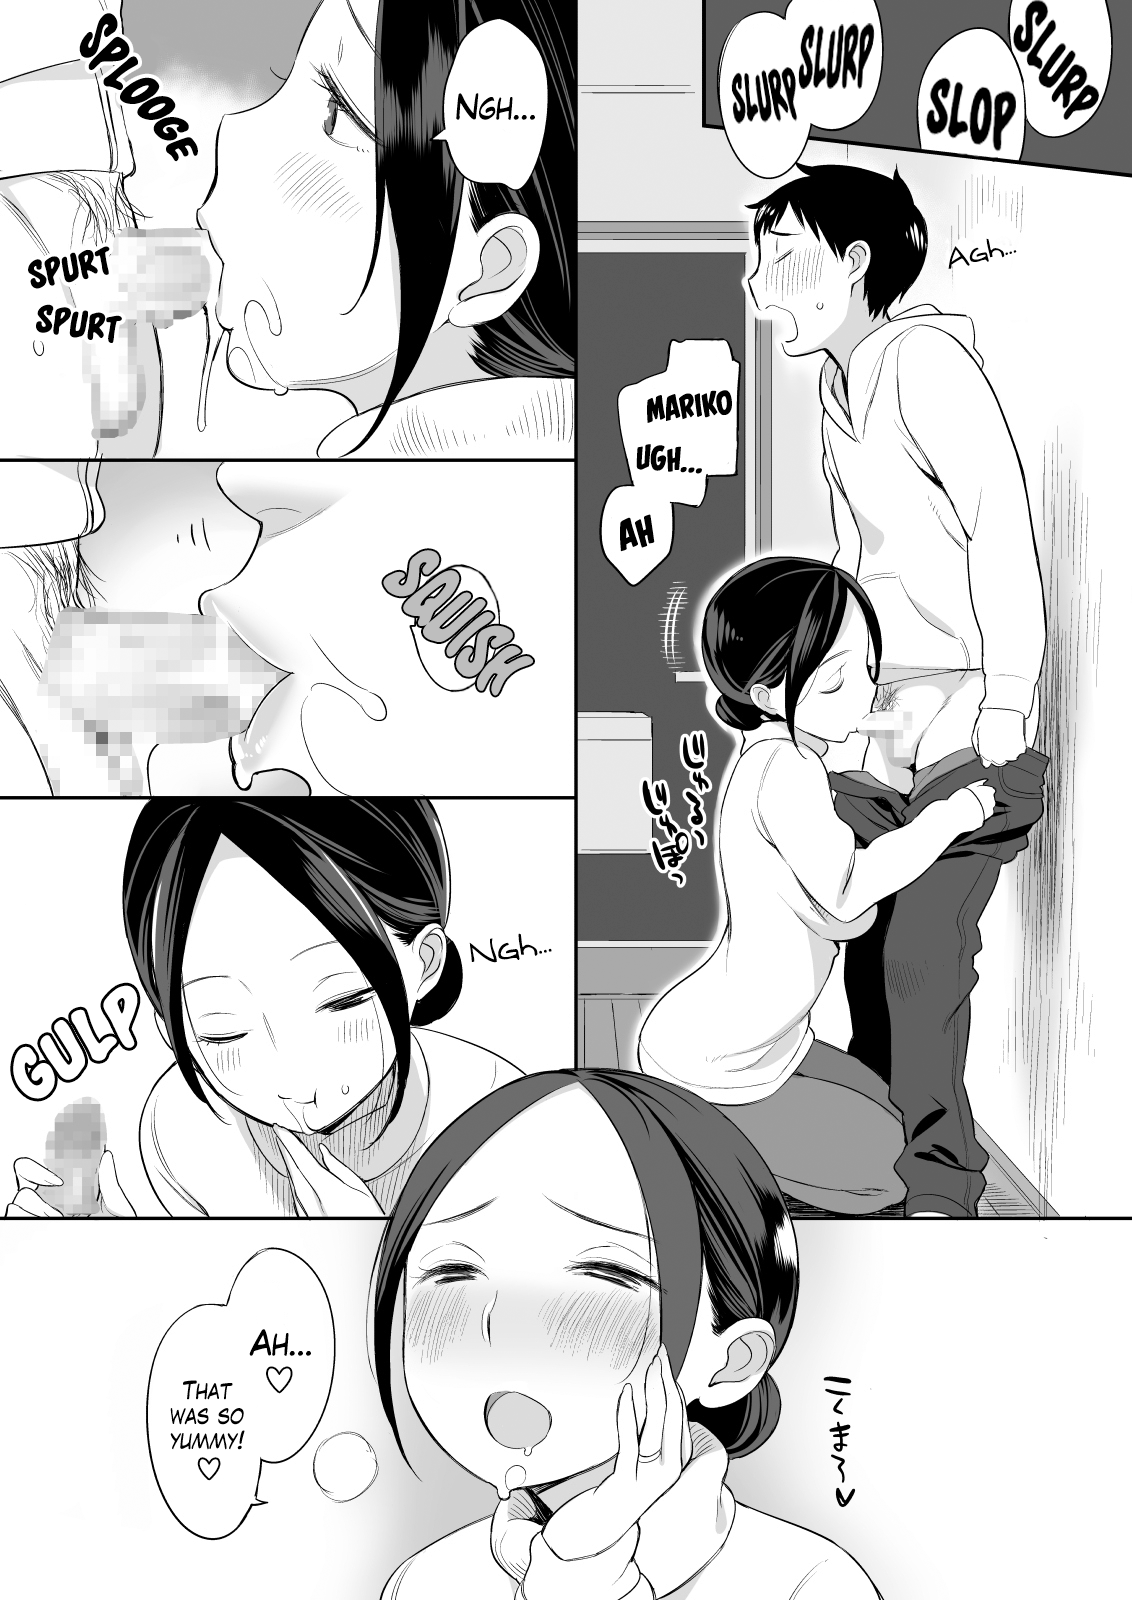 SLURP
SLOP
SLURP
SLURP
AGH...
MARIKO
UGH...
AH
NGH...
SPLOOGE
SPURT
SPURT
SQUISH
NGH...
GULP
AH...
♡
THAT
WAS SO
YUMMY!
♡